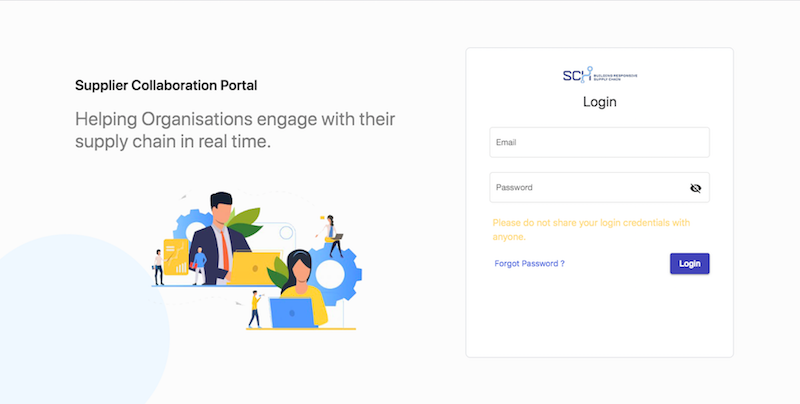 Supplier Collaboration Portal
Helping Organisations engage with their
supply chain in real time.
SCH BUILDING RESPONSIVE
SUPPLY CHAIN
Login
Email
Password
Please do not share your login credentials with
anyone.
Forgot Password ?
Login